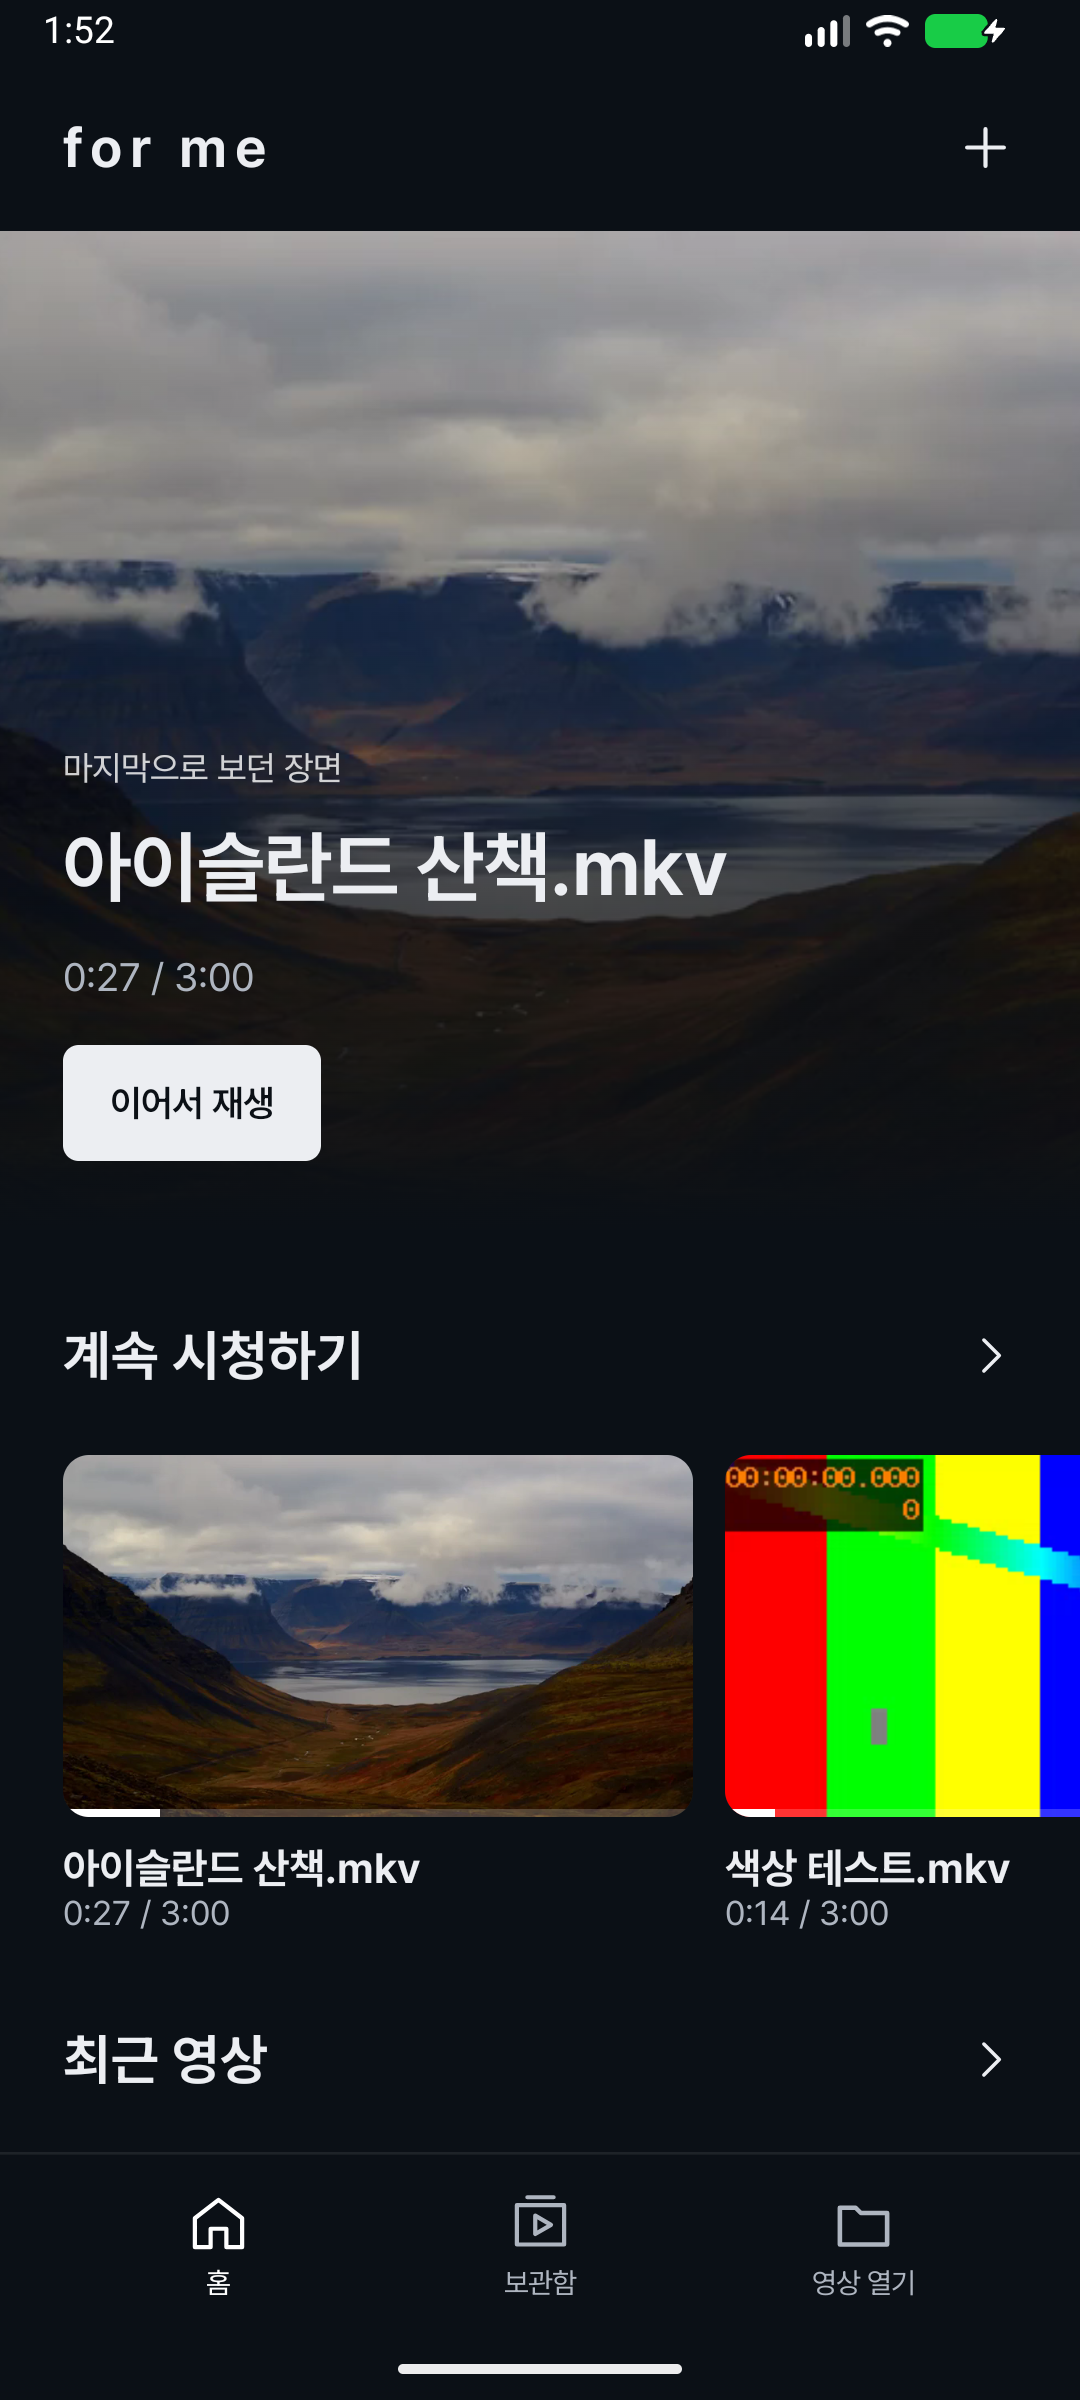 1:52
for me
마지막으로 보던 장면
아이슬란드 산책.mkv
0:27 / 3:00
이어서 재생
계속 시청하기
00:00:00.000
0
아이슬란드 산책.mkv
0:27 / 3:00
색상 테스트.mkv
0:14 / 3:00
최근 영상
홈
보관함
영상 열기